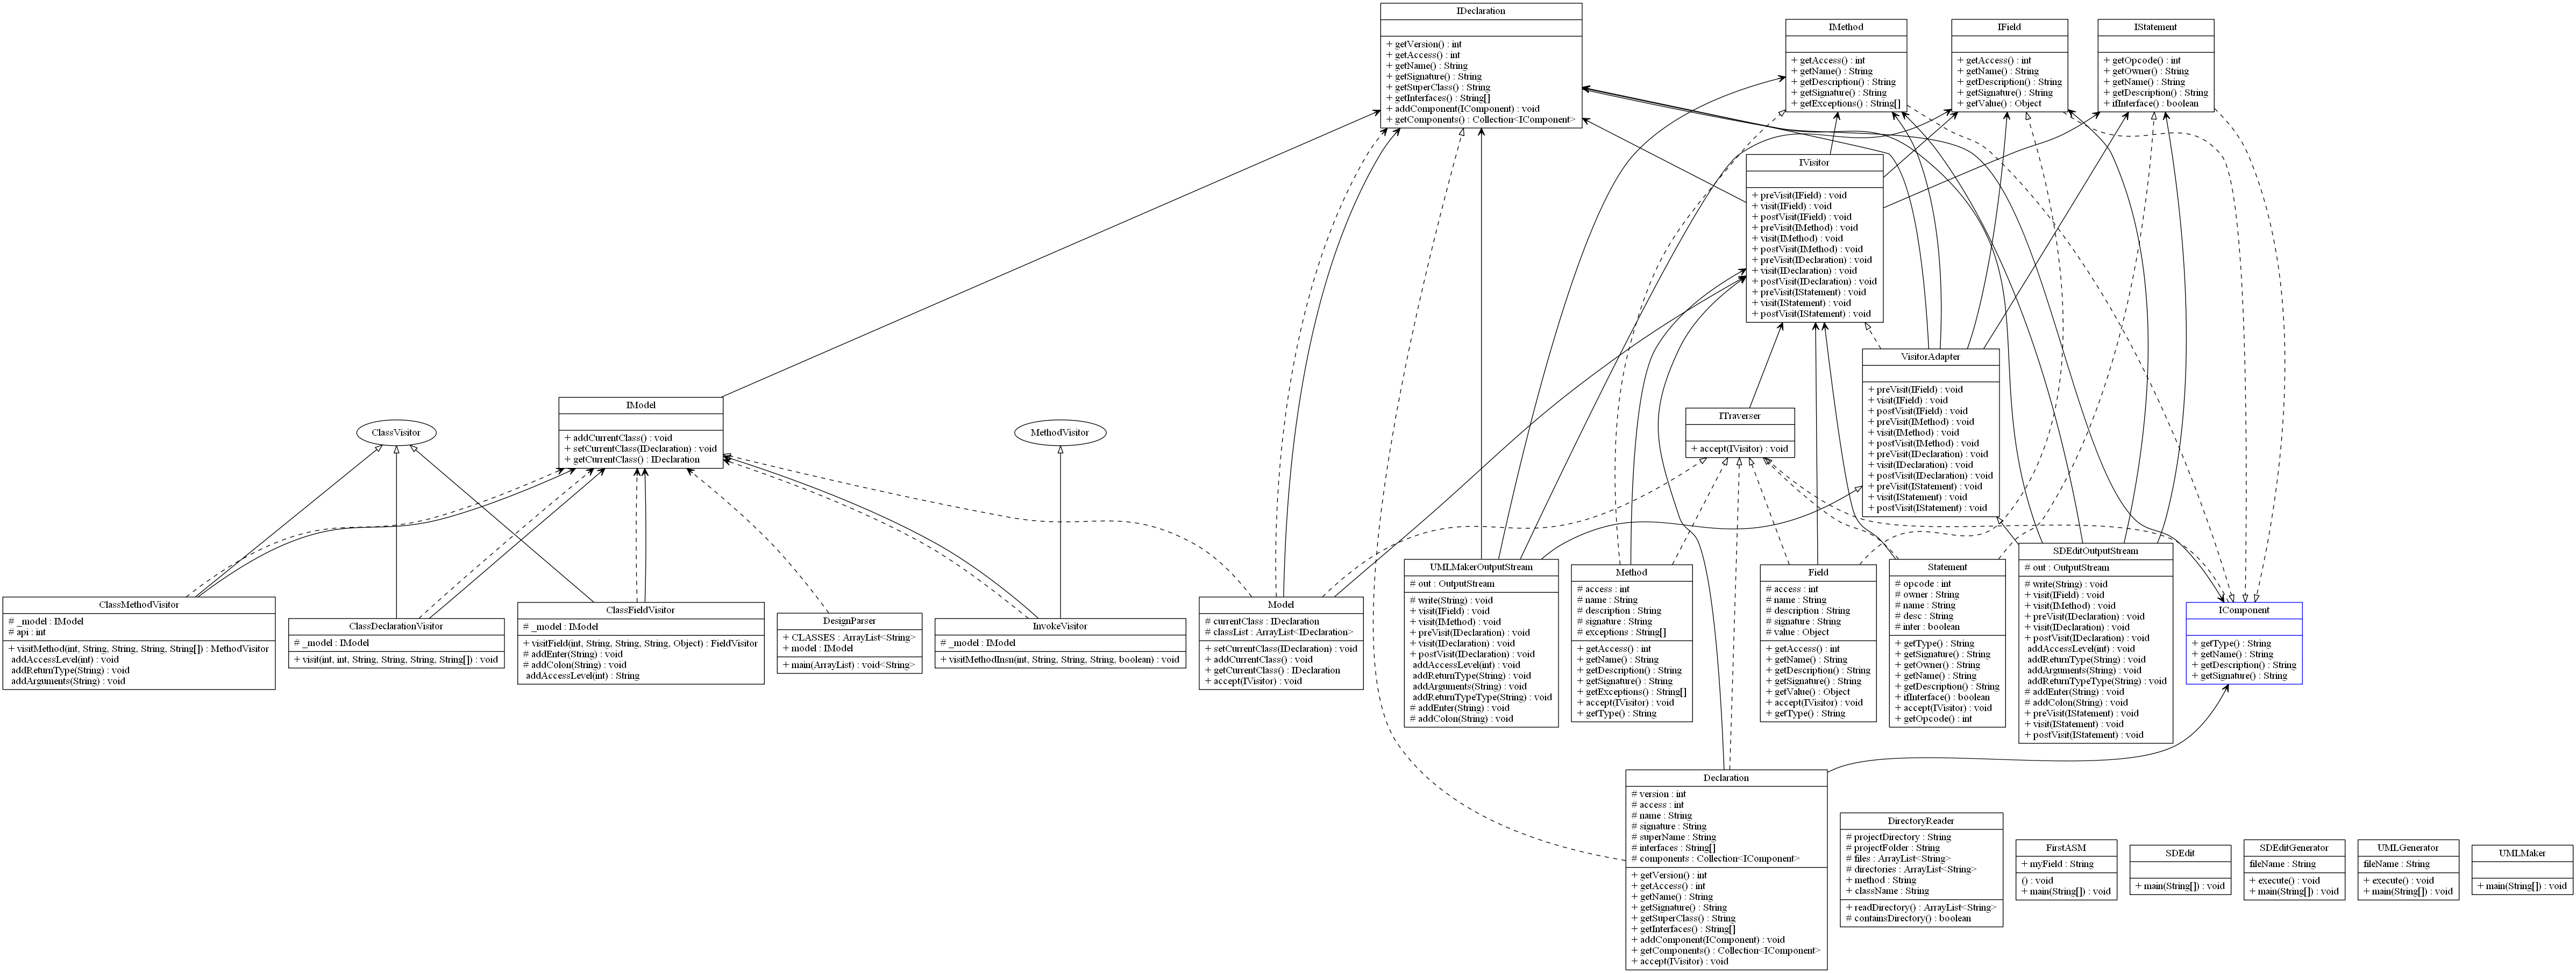 IDeclaration
+ getVersion() : int
+ getAccess() : int
+ getName() : String
+ getSignature() : String
+ getSuperClass() : String
+ getInterfaces() : String[]
+ addComponent(IComponent) : void
+ getComponents() : Collection<IComponent>
IMethod
+ getAccess() : int
+ getName() : String
+ getDescription() : String
+ getSignature() : String
+ getExceptions() : String[]
IField
+ getAccess() : int
+ getName() : String
+ getDescription() : String
+ getSignature() : String
+ getValue() : Object
IStatement
+ getOpcode() : int
+ getOwner() : String
+ getName() : String
+ getDescription() : String
+ ifInterface() : boolean
IVisitor
+ preVisit(IField) : void
+ visit(IField) : void
+ postVisit(IField) : void
+ preVisit(IMethod) : void
+ visit(IMethod) : void
+ postVisit(IMethod) : void
+ preVisit(IDeclaration) : void
+ visit(IDeclaration) : void
+ postVisit(IDeclaration) : void
+ preVisit(IStatement) : void
+ visit(IStatement) : void
+ postVisit(IStatement) : void
VisitorAdapter
+ preVisit(IField) : void
+ visit(IField) : void
+ postVisit(IField) : void
+ preVisit(IMethod) : void
+ visit(IMethod) : void
+ postVisit(IMethod) : void
+ preVisit(IDeclaration) : void
+ visit(IDeclaration) : void
+ postVisit(IDeclaration) : void
+ preVisit(IStatement) : void
+ visit(IStatement) : void
+ postVisit(IStatement) : void
ClassVisitor
IModel
+ addCurrentClass() : void
+ setCurrentClass(IDeclaration) : void
+ getCurrentClass() : IDeclaration
MethodVisitor
ITraverser
+ accept(IVisitor) : void
ClassMethodVisitor
# _model : IModel
# api : int
+ visitMethod(int, String, String, String, String[]) : MethodVisitor
addAccessLevel(int) : void
addReturnType(String) : void
addArguments(String) : void
ClassDeclarationVisitor
# _model : IModel
+ visit(int, int, String, String, String, String[]) : void
ClassFieldVisitor
# _model : IModel
+ visitField(int, String, String, String, Object) : FieldVisitor
# addEnter(String) : void
# addColon(String) : void
addAccessLevel(int) : String
DesignParser
+ CLASSES : ArrayList<String>
+ model : IModel
+ main(ArrayList) : void<String>
InvokeVisitor
# _model : IModel
+ visitMethodInsn(int, String, String, String, boolean) : void
Model
# currentClass : IDeclaration
# classList : ArrayList<IDeclaration>
+ setCurrentClass(IDeclaration) : void
+ addCurrentClass() : void
+ getCurrentClass() : IDeclaration
+ accept(IVisitor) : void
UMLMakerOutputStream
# out : OutputStream
# write(String) : void
+ visit(IField) : void
+ visit(IMethod) : void
+ preVisit(IDeclaration) : void
+ visit(IDeclaration) : void
+ postVisit(IDeclaration) : void
addAccessLevel(int) : void
addReturnType(String) : void
addArguments(String) : void
addReturnTypeType(String) : void
# addEnter(String) : void
# addColon(String) : void
Method
# access : int
# name : String
# description : String
# signature : String
# exceptions : String[]
+ getAccess() : int
+ getName() : String
+ getDescription() : String
+ getSignature() : String
+ getExceptions() : String[]
+ accept(IVisitor) : void
+ getType() : String
Field
# access : int
# name : String
# description : String
# signature : String
# value : Object
+ getAccess() : int
+ getName() : String
+ getDescription() : String
+ getSignature() : String
+ getValue() : Object
+ accept(IVisitor) : void
+ getType() : String
Statement
# opcode : int
# owner : String
# name : String
# desc : String
# inter : boolean
+ getType() : String
+ getSignature() : String
+ getOwner() : String
+ getName() : String
+ getDescription() : String
+ ifInterface() : boolean
+ accept(IVisitor) : void
+ getOpcode() : int
SDEditOutputStream
# out : OutputStream
# write(String) : void
+ visit(IField) : void
+ visit(IMethod) : void
+ preVisit(IDeclaration) : void
+ visit(IDeclaration) : void
+ postVisit(IDeclaration) : void
addAccessLevel(int) : void
addReturnType(String) : void
addArguments(String) : void
addReturnTypeType(String) : void
# addEnter(String) : void
# addColon(String) : void
+ preVisit(IStatement) : void
+ visit(IStatement) : void
+ postVisit(IStatement) : void
IComponent
+ getType() : String
+ getName() : String
+ getDescription() : String
+ getSignature() : String
Declaration
# version : int
# access : int
# name : String
# signature : String
# superName : String
# interfaces : String[]
# components : Collection<IComponent>
+ getVersion() : int
+ getAccess() : int
+ getName() : String
+ getSignature() : String
+ getSuperClass() : String
+ getInterfaces() : String[]
+ addComponent(IComponent) : void
+ getComponents() : Collection<IComponent>
+ accept(IVisitor) : void
DirectoryReader
# projectDirectory : String
# projectFolder : String
# files : ArrayList<String>
# directories : ArrayList<String>
+ method : String
+ className : String
+ readDirectory() : ArrayList<String>
# containsDirectory() : boolean
FirstASM
+ myField : String
() : void
+ main(String[]) : void
SDEdit
+ main(String[]) : void
SDEditGenerator
fileName : String
+ execute() : void
+ main(String[]) : void
UMLGenerator
fileName : String
+ execute() : void
+ main(String[]) : void
UMLMaker
+ main(String[]) : void